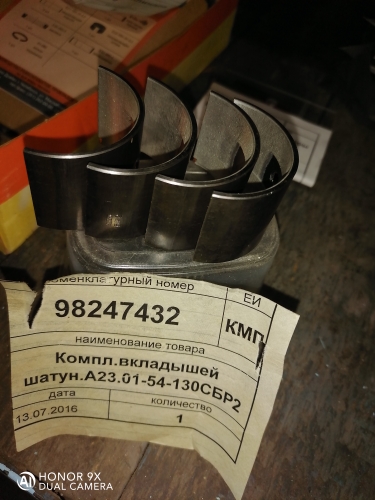 номенклатурный номер
ЕИ
98247432
КМП
наименование товара
Компл.вкладышей
шатун.А23.01-54-130СБР2
дата
количество
13.07.2016
1
HONOR 9X
DUAL CAMERA